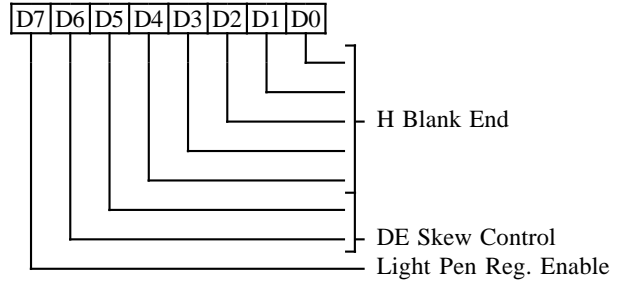 D7 D6 D5 D4 D3 D2 D1 D0
H Blank End
DE Skew Control
Light Pen Reg. Enable